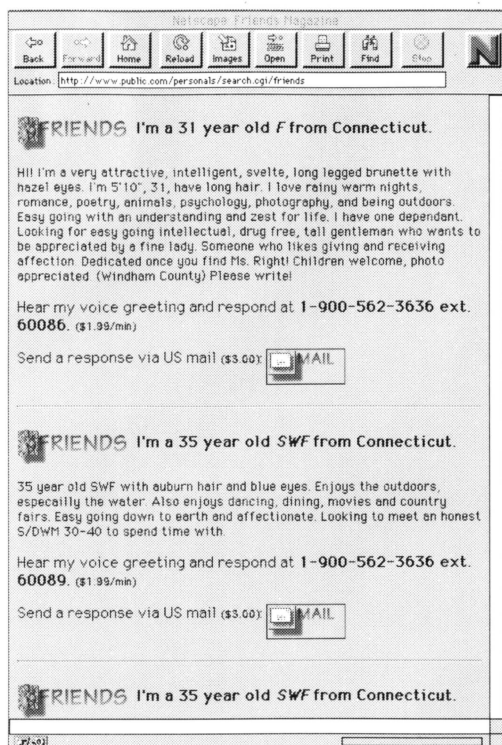 Netscape: Friends Magazine
Back Forward Home Reload Images Open Print Find Stop
N
Location: http://www.public.com/personals/search.cgi/friends
FRIENDS I'm a 31 year old F from Connecticut.
HI! I'm a very attractive, intelligent, svelte, long legged brunette with
hazel eyes. I'm 5'10", 31, have long hair. I love rainy warm nights,
romance, poetry, animals, psychology, photography, and being outdoors.
Easy going with an understanding and zest for life. I have one dependant.
Looking for easy going intellectual, drug free, tall gentleman who wants to
be appreciated by a fine lady. Someone who likes giving and receiving
affection. Dedicated once you find Ms. Right! Children welcome, photo
appreciated. (Windham County) Please write!
Hear my voice greeting and respond at 1-900-562-3636 ext.
60086. ($1.99/min)
Send a response via US mail ($3.00): MAIL
FRIENDS I'm a 35 year old SWF from Connecticut.
35 year old SWF with auburn hair and blue eyes. Enjoys the outdoors,
especailly the water. Also enjoys dancing, dining, movies and country
fairs. Easy going down to earth and affectionate. Looking to meet an honest
S/DWM 30-40 to spend time with.
Hear my voice greeting and respond at 1-900-562-3636 ext.
60089. ($1.99/min)
Send a response via US mail ($3.00): MAIL
FRIENDS I'm a 35 year old SWF from Connecticut.